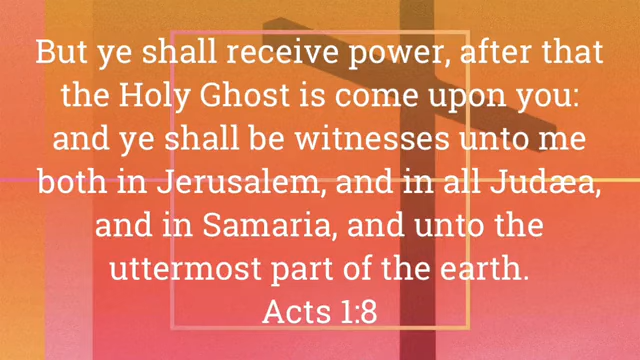 But ye shall receive power, after that
the Holy Ghost is come upon you:
and ye shall be witnesses unto me
both in Jerusalem, and in all Judæa,
and in Samaria, and unto the
uttermost part of the earth.
Acts 1:8